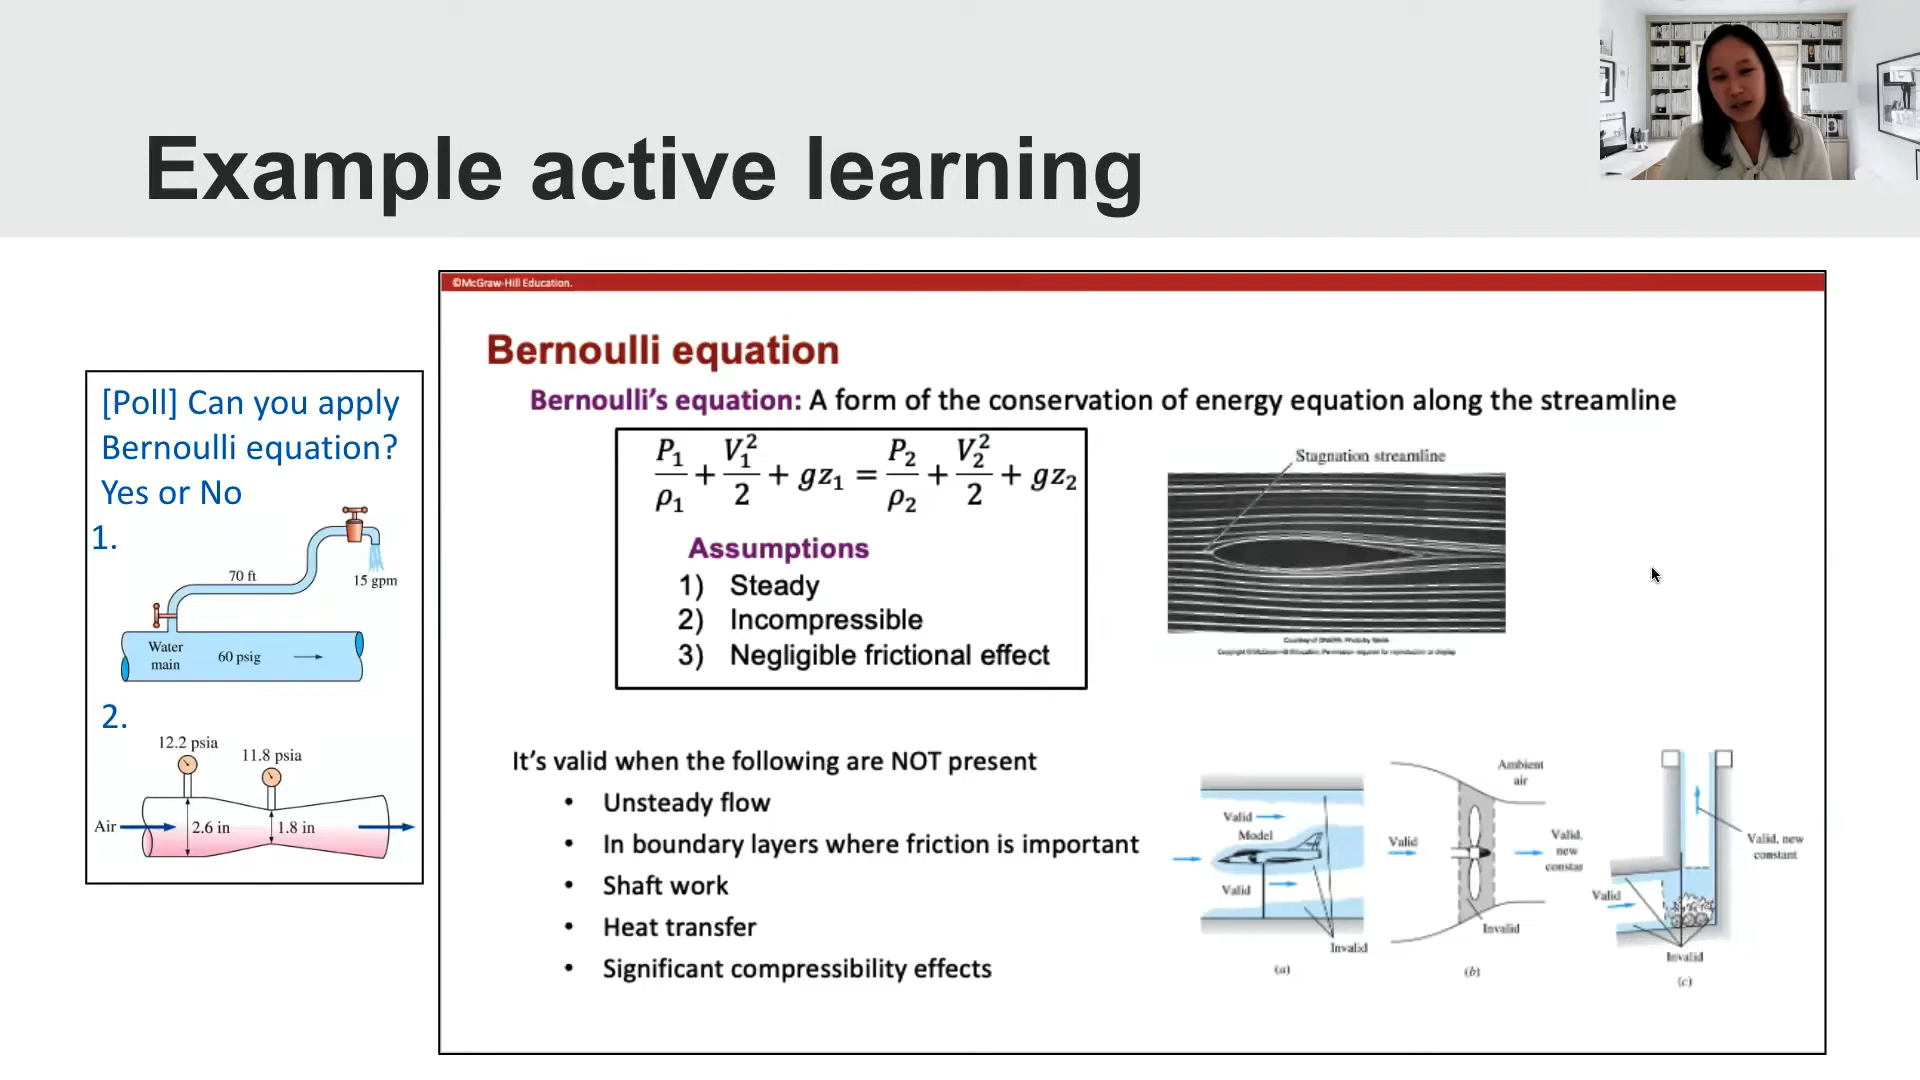 Example active learning
[Poll] Can you apply
Bernoulli equation?
Yes or No
1.
70 ft
15 gpm
Water
main
60 psig
2.
12.2 psia
11.8 psia
Air
2.6 in
1.8 in
©McGraw-Hill Education.
Bernoulli equation
Bernoulli's equation: A form of the conservation of energy equation along the streamline
P₁/ρ₁ + V₁²/2 + gz₁ = P₂/ρ₂ + V₂²/2 + gz₂
Assumptions
1) Steady
2) Incompressible
3) Negligible frictional effect
Stagnation streamline
It's valid when the following are NOT present
• Unsteady flow
• In boundary layers where friction is important
• Shaft work
• Heat transfer
• Significant compressibility effects
Valid
Model
Valid
Invalid
(a)
Ambient
air
Valid
Valid,
new
constan
Invalid
(b)
Valid, new
constant
Valid
Invalid
(c)